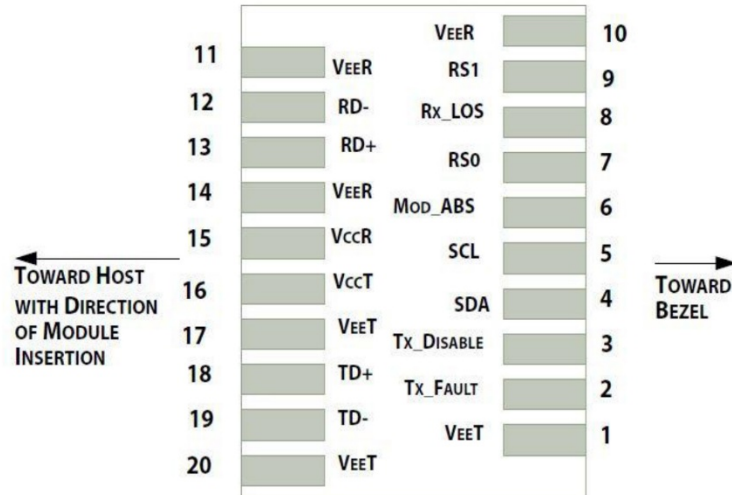 11 VEER
12 RD-
13 RD+
14 VEER
15 VCCR
16 VCCT
17 VEET
18 TD+
19 TD-
20 VEET
VEER 10
RS1 9
RX_LOS 8
RS0 7
MOD_ABS 6
SCL 5
SDA 4
TX_DISABLE 3
TX_FAULT 2
VEET 1
TOWARD HOST
WITH DIRECTION
OF MODULE
INSERTION
TOWARD
BEZEL